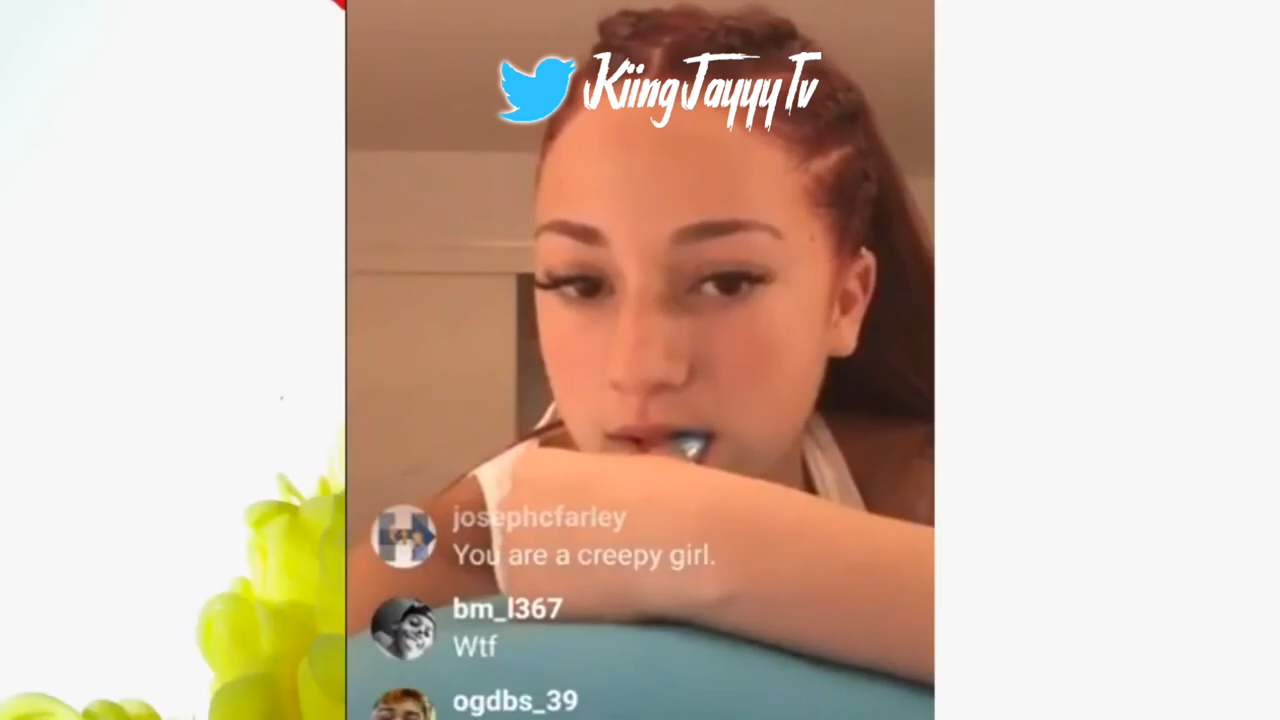 KiingJayyyTv
josephcfarley
You are a creepy girl.
bm_l367
Wtf
ogdbs_39